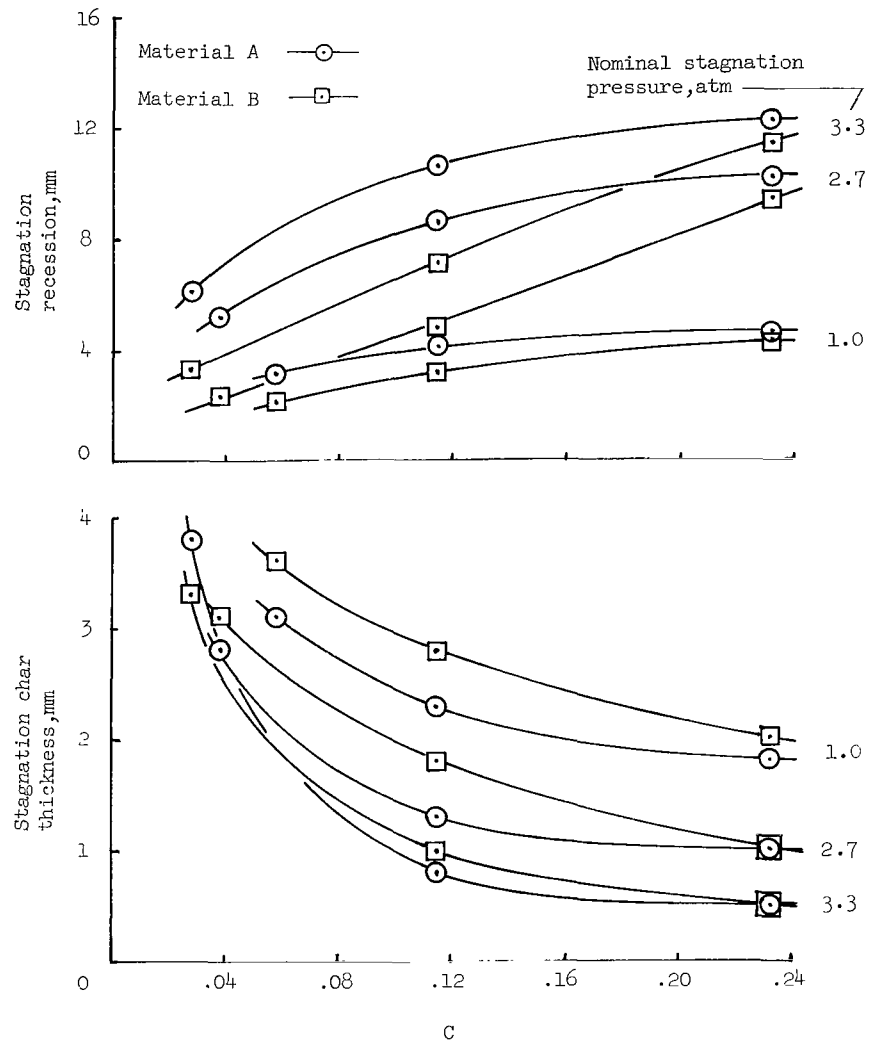 16
Material A
Material B
Nominal stagnation
pressure,atm
12
3.3
2.7
8
Stagnation
recession,mm
4
1.0
0
4
3
Stagnation char
thickness,mm
2
1.0
1
2.7
3.3
0 .04 .08 .12 .16 .20 .24
C